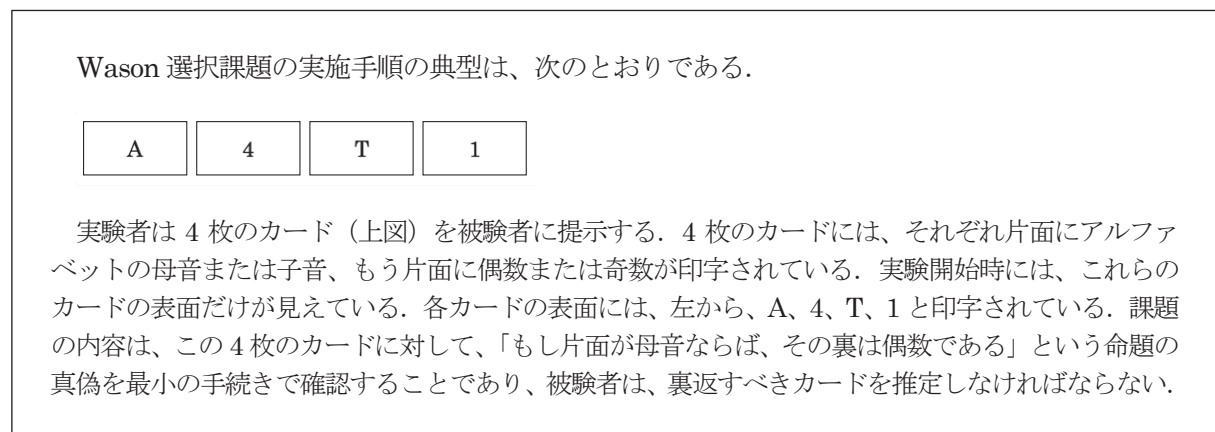 Wason 選択課題の実施手順の典型は、次のとおりである．
A 4 T 1
実験者は 4 枚のカード（上図）を被験者に提示する．4 枚のカードには、それぞれ片面にアルファ
ベットの母音または子音、もう片面に偶数または奇数が印字されている．実験開始時には、これらの
カードの表面だけが見えている．各カードの表面には、左から、A、4、T、1 と印字されている．課題
の内容は、この 4 枚のカードに対して、「もし片面が母音ならば、その裏は偶数である」という命題の
真偽を最小の手続きで確認することであり、被験者は、裏返すべきカードを推定しなければならない．